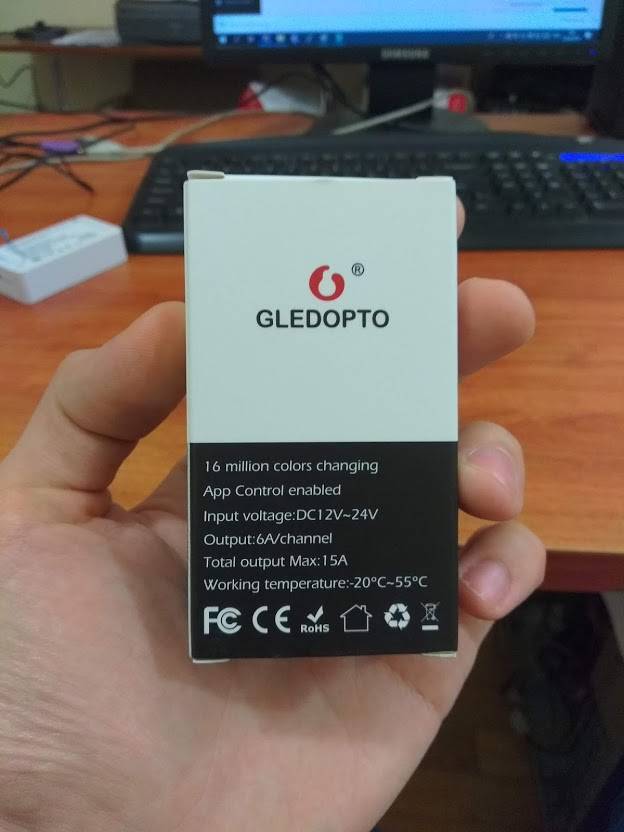 SAMSUNG
®
GLEDOPTO
16 million colors changing
App Control enabled
Input voltage:DC12V~24V
Output:6A/channel
Total output Max:15A
Working temperature:-20°C~55°C
FC CE RoHS